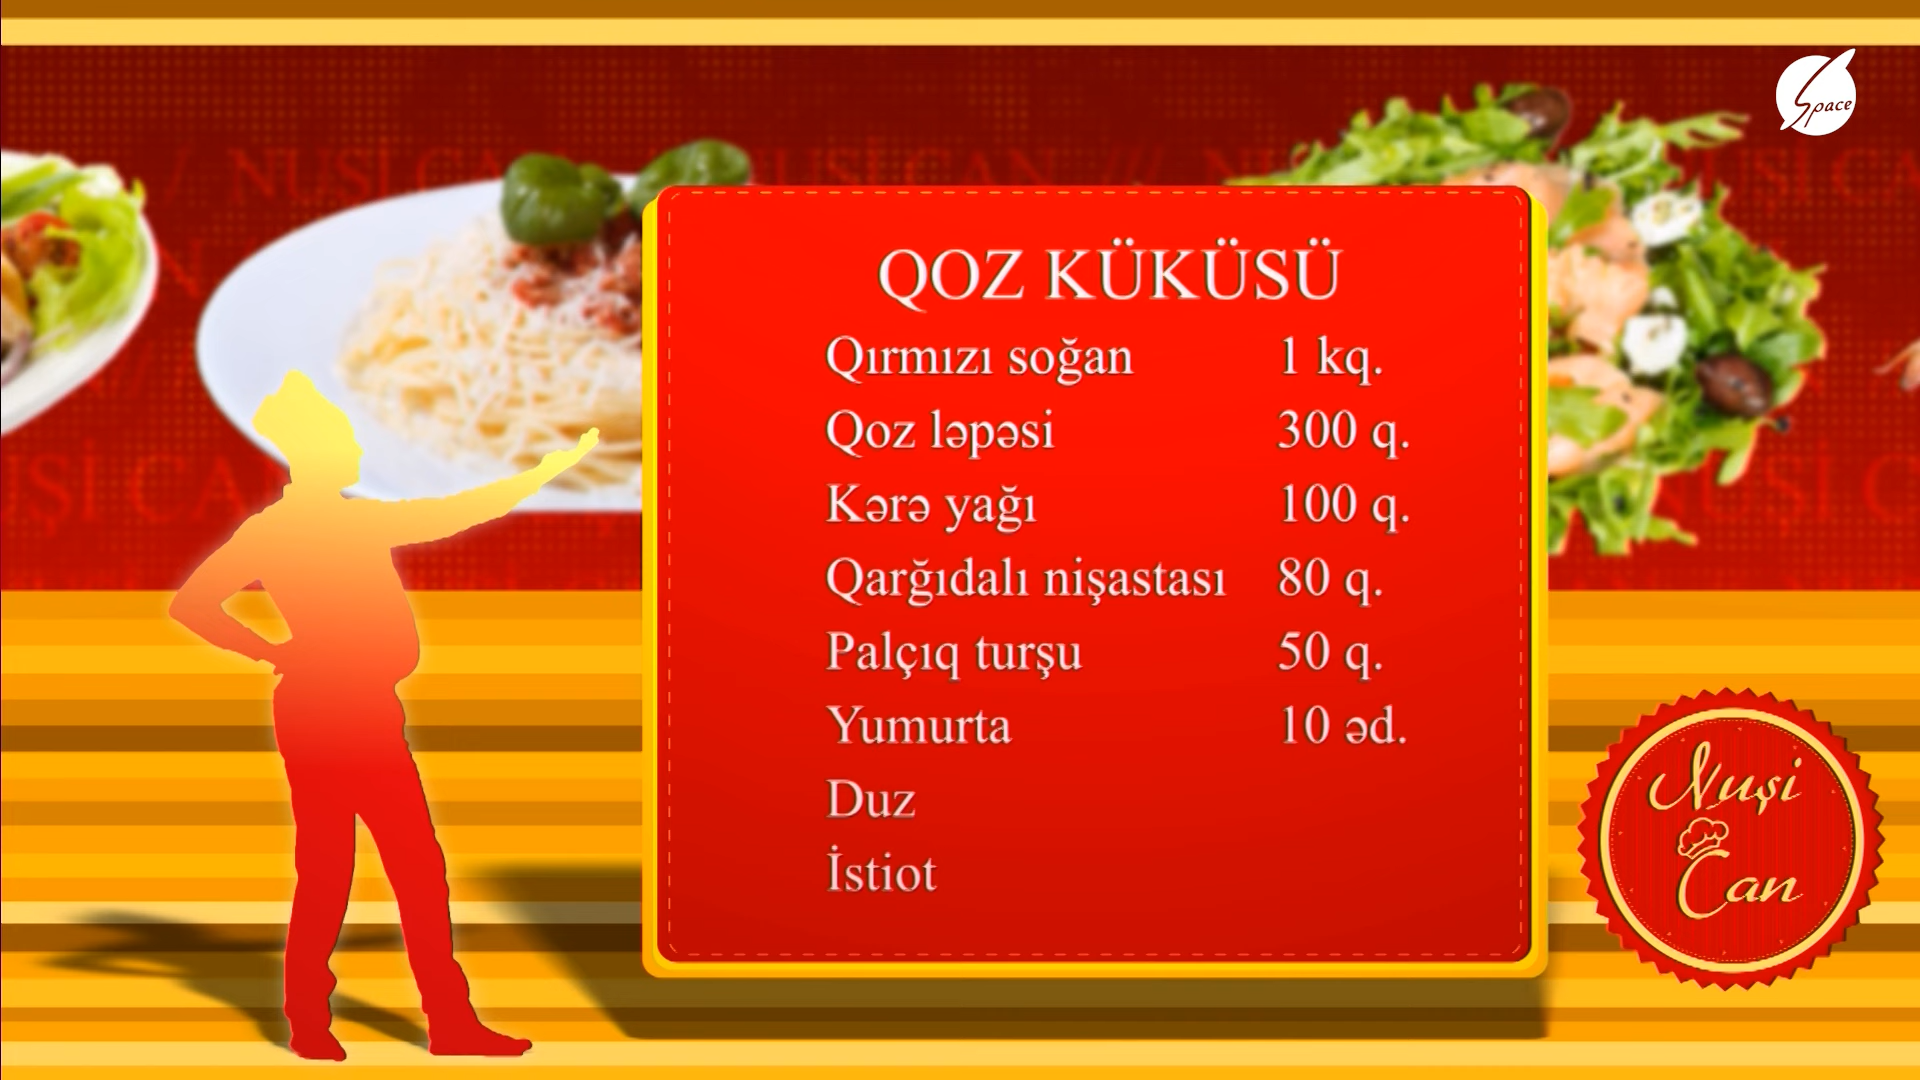 Space
QOZ KÜKÜSÜ
Qırmızı soğan 1 kq.
Qoz ləpəsi 300 q.
Kərə yağı 100 q.
Qarğıdalı nişastası 80 q.
Palçıq turşu 50 q.
Yumurta 10 əd.
Duz
İstiot
Nuşi
Can